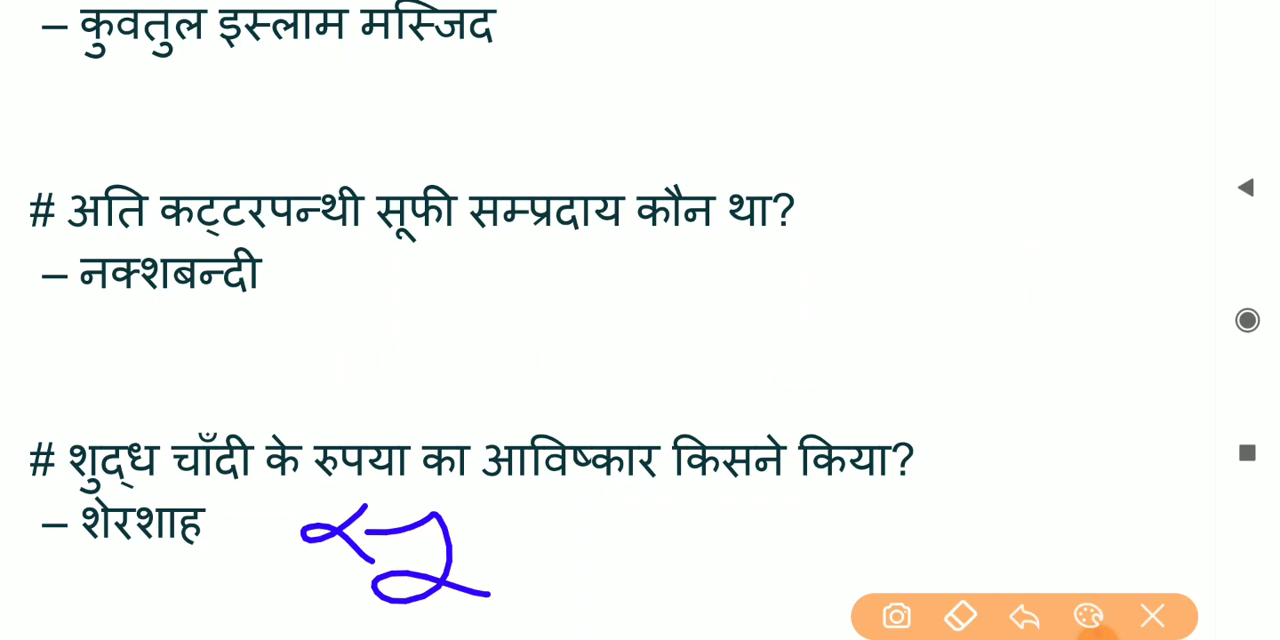 – कुवतुल इस्लाम मस्जिद
# अति कट्टरपन्थी सूफी सम्प्रदाय कौन था?
– नक्शबन्दी
# शुद्ध चाँदी के रुपया का आविष्कार किसने किया?
– शेरशाह